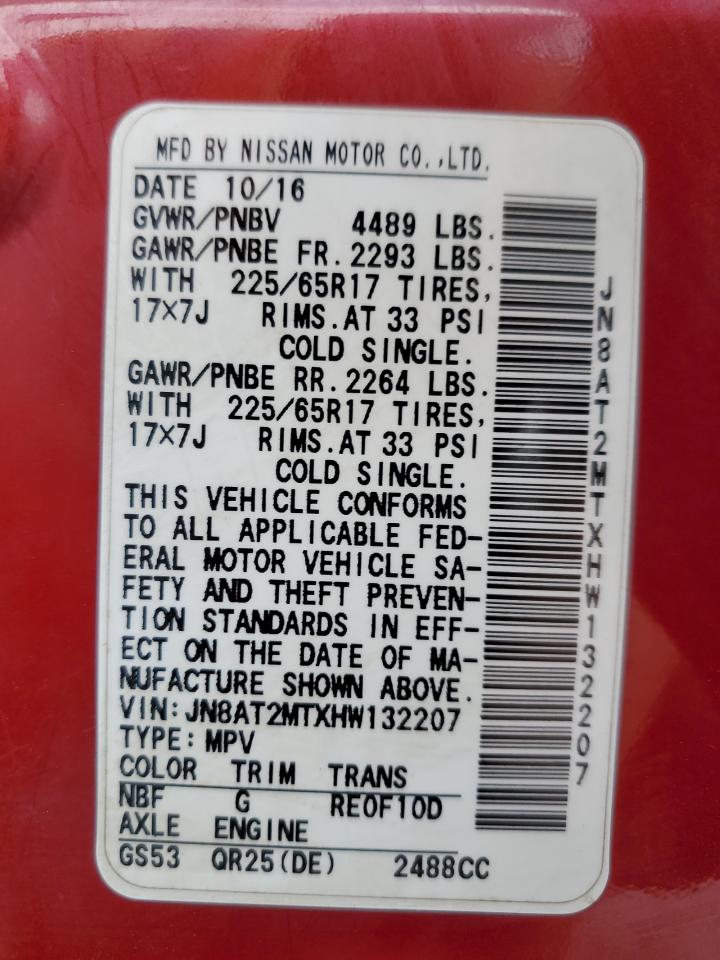 MFD BY NISSAN MOTOR CO.,LTD.
DATE 10/16
GVWR/PNBV 4489 LBS.
GAWR/PNBE FR. 2293 LBS.
WITH 225/65R17 TIRES,
17×7J RIMS.AT 33 PSI
COLD SINGLE.
GAWR/PNBE RR. 2264 LBS.
WITH 225/65R17 TIRES,
17×7J RIMS.AT 33 PSI
COLD SINGLE.
THIS VEHICLE CONFORMS
TO ALL APPLICABLE FED-
ERAL MOTOR VEHICLE SA-
FETY AND THEFT PREVEN-
TION STANDARDS IN EFF-
ECT ON THE DATE OF MA-
NUFACTURE SHOWN ABOVE.
VIN: JN8AT2MTXHW132207
TYPE: MPV
COLOR TRIM TRANS
NBF G RE0F10D
AXLE ENGINE
GS53 QR25(DE) 2488CC
JN8AT2MTXHW132207